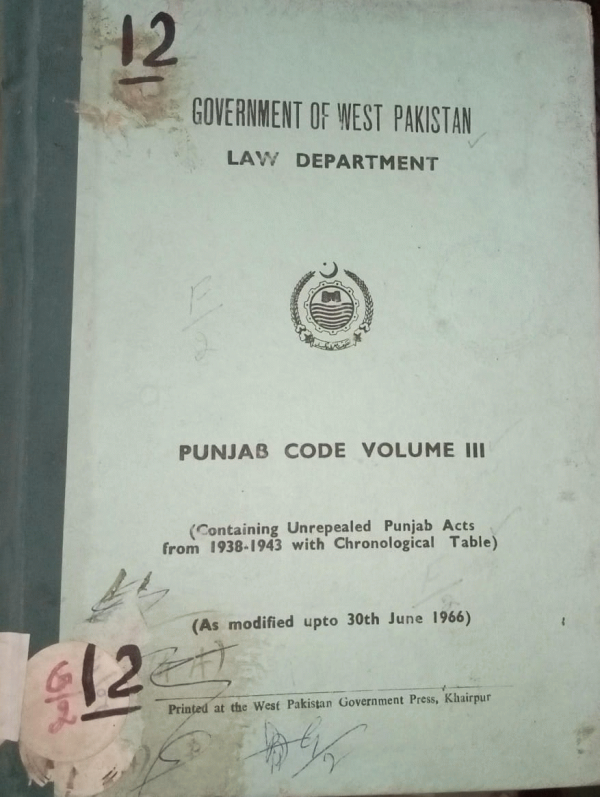 12
GOVERNMENT OF WEST PAKISTAN
LAW DEPARTMENT
E/2
PUNJAB CODE VOLUME III
(Containing Unrepealed Punjab Acts
from 1938-1943 with Chronological Table)
(As modified upto 30th June 1966)
12
Printed at the West Pakistan Government Press, Khairpur